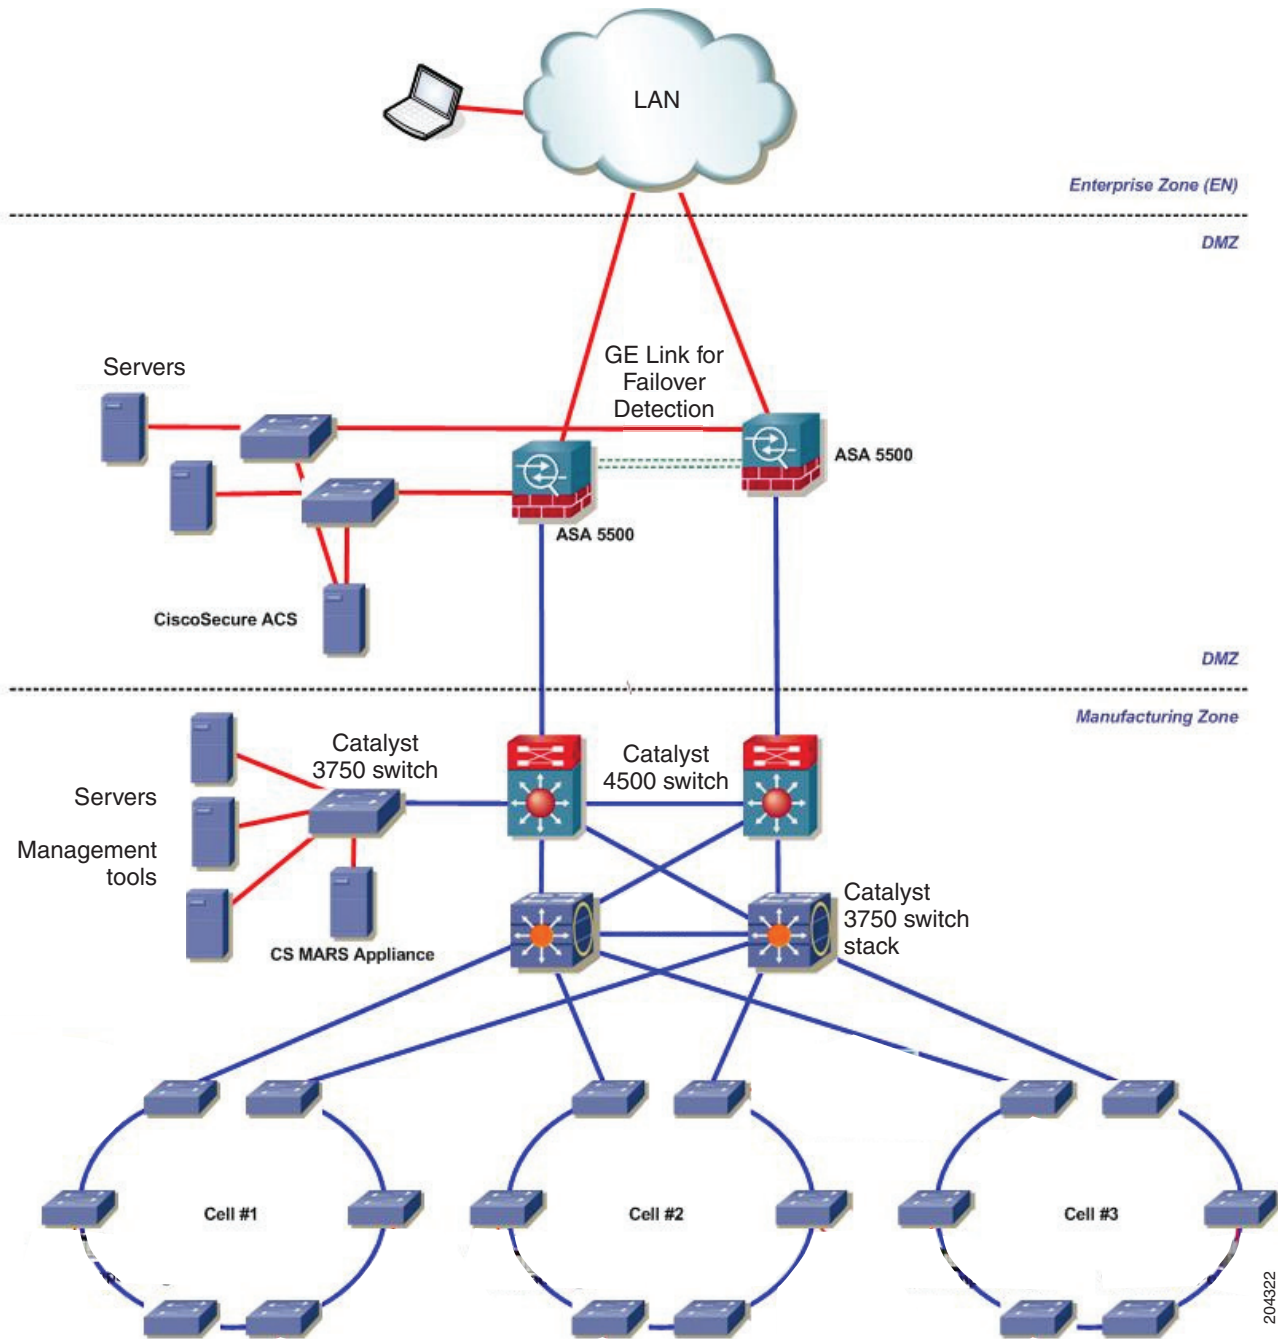 LAN
Enterprise Zone (EN)
DMZ
GE Link for
Failover
Detection
Servers
ASA 5500
ASA 5500
CiscoSecure ACS
DMZ
Manufacturing Zone
Catalyst
3750 switch
Catalyst
4500 switch
Servers
Management
tools
Catalyst
3750 switch
stack
CS MARS Appliance
Cell #1
Cell #2
Cell #3
204322